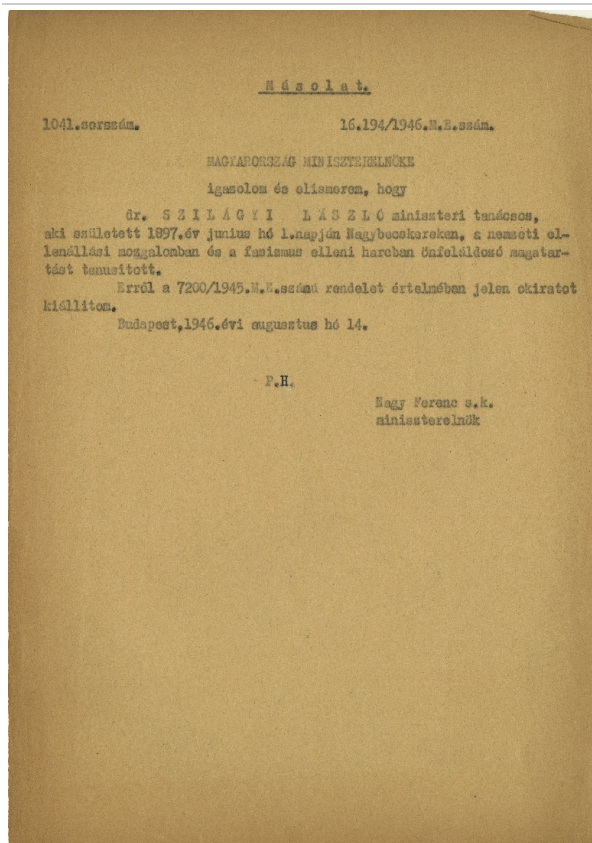 M á s o l a t.
1041.sorszám. 16.194/1946.M.E.szám.
MAGYARORSZÁG MINISZTERELNÖKE
igazolom és elismerem, hogy
dr. S Z I L Á G Y I L Á S Z L Ó miniszteri tanácsos,
aki született 1897.év junius hó 1.napján Nagybecskereken, a nemzeti el-
lenállási mozgalomban és a fasizmus elleni harcban önfeláldozó magatar-
tást tanusitott.
Erről a 7200/1945.M.E.számú rendelet értelmében jelen okiratot
kiállitom.
Budapest,1946.évi augusztus hó 14.
P.H.
Nagy Ferenc s.k.
miniszterelnök